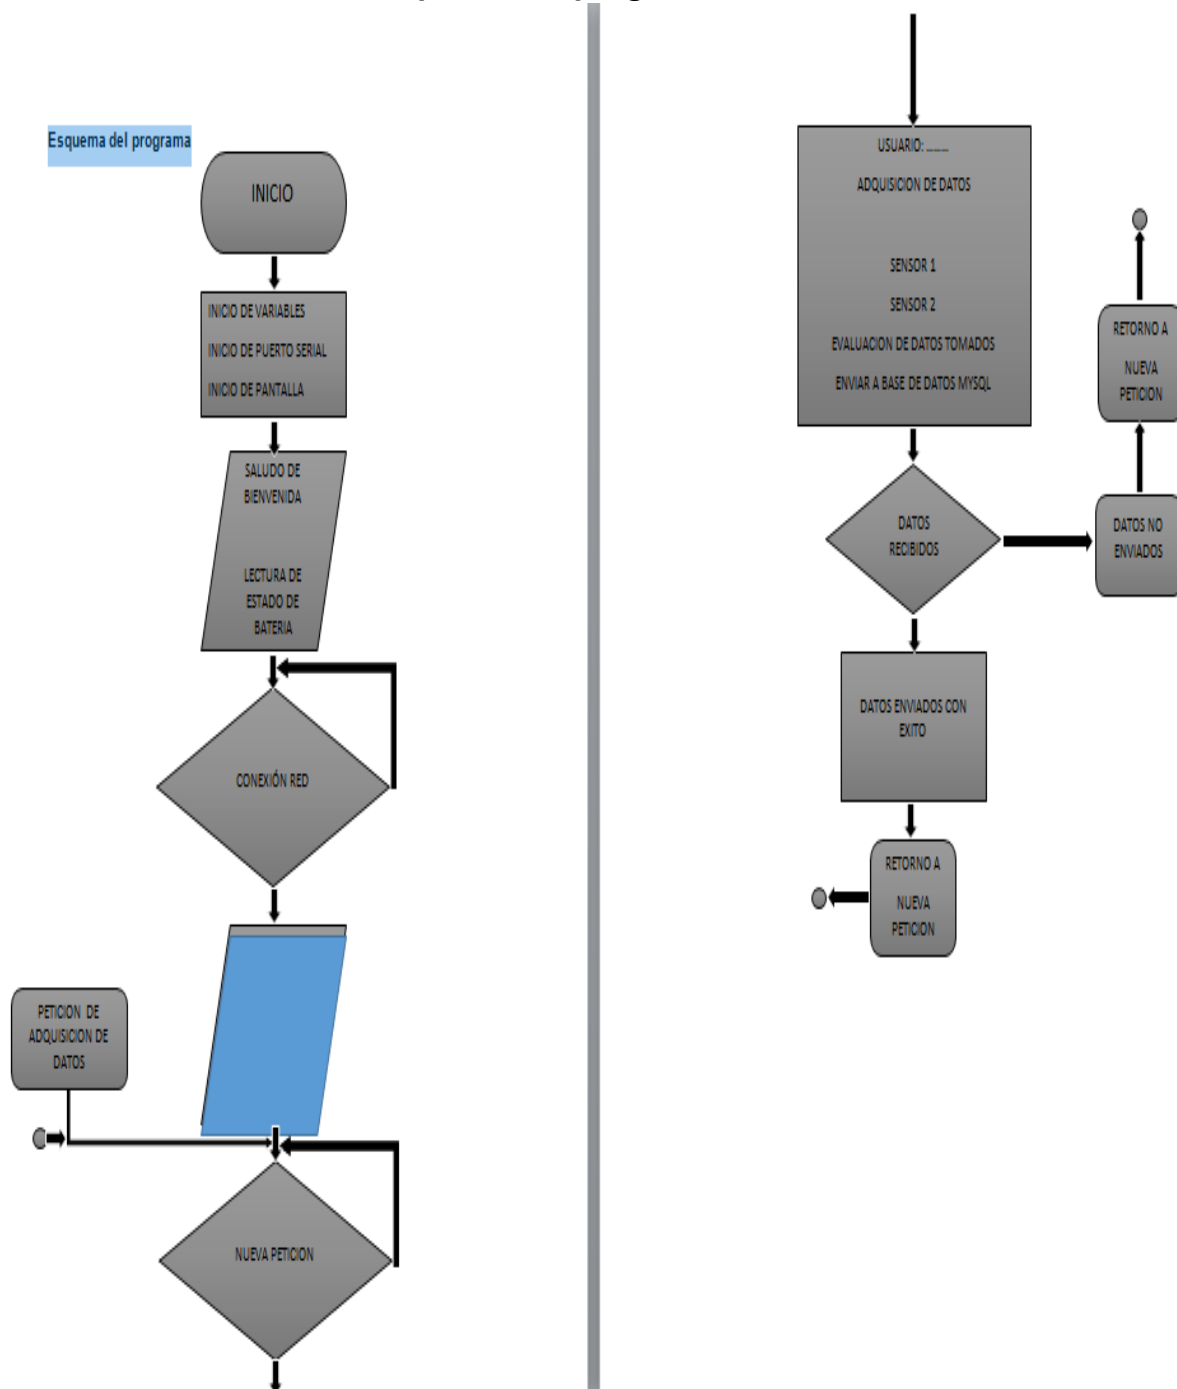 Esquema del programa
INICIO
INICIO DE VARIABLES
INICIO DE PUERTO SERIAL
INICIO DE PANTALLA
SALUDO DE
BIENVENIDA
LECTURA DE
ESTADO DE
BATERIA
CONEXIÓN RED
PETICION DE
ADQUISICION DE
DATOS
NUEVA PETICION
USUARIO: ........
ADQUISICION DE DATOS
SENSOR 1
SENSOR 2
EVALUACION DE DATOS TOMADOS
ENVIAR A BASE DE DATOS MYSQL
RETORNO A
NUEVA
PETICION
DATOS
RECIBIDOS
DATOS NO
ENVIADOS
DATOS ENVIADOS CON
EXITO
RETORNO A
NUEVA
PETICION